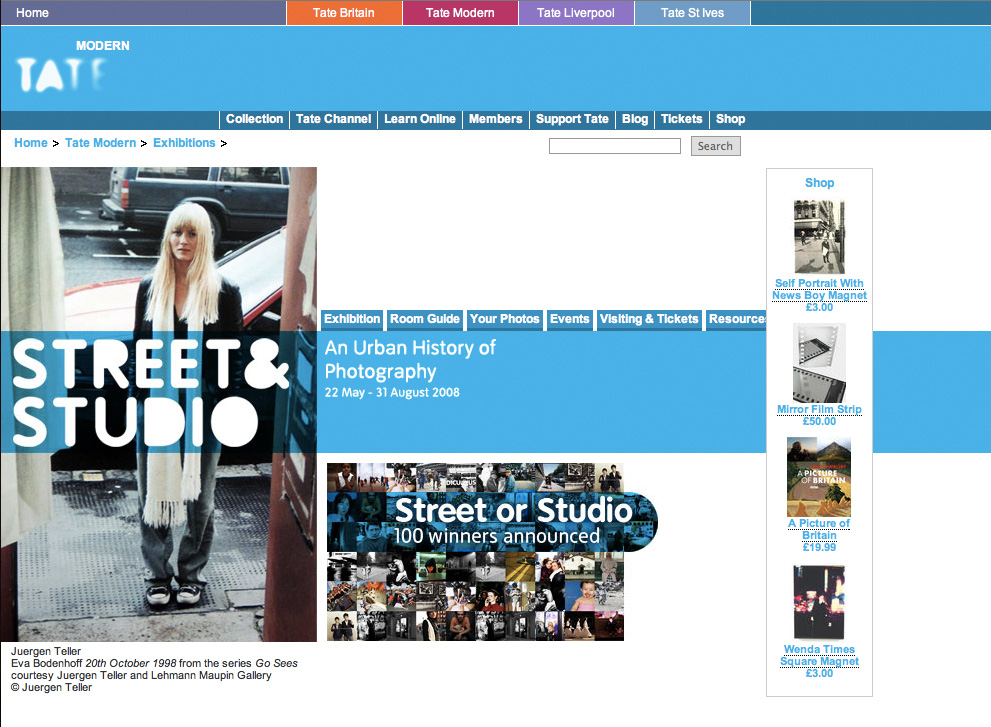 Home
Tate Britain
Tate Modern
Tate Liverpool
Tate St Ives
MODERN
TATE
Collection
Tate Channel
Learn Online
Members
Support Tate
Blog
Tickets
Shop
Home > Tate Modern > Exhibitions >
Search
STREET&
STUDIO
Juergen Teller
Eva Bodenhoff 20th October 1998 from the series Go Sees
courtesy Juergen Teller and Lehmann Maupin Gallery
© Juergen Teller
Exhibition
Room Guide
Your Photos
Events
Visiting & Tickets
Resources
An Urban History of
Photography
22 May - 31 August 2008
Street or Studio
100 winners announced
Shop
Self Portrait With
News Boy Magnet
£3.00
Mirror Film Strip
£50.00
A PICTURE
OF BRITAIN
A Picture of
Britain
£19.99
Wenda Times
Square Magnet
£3.00